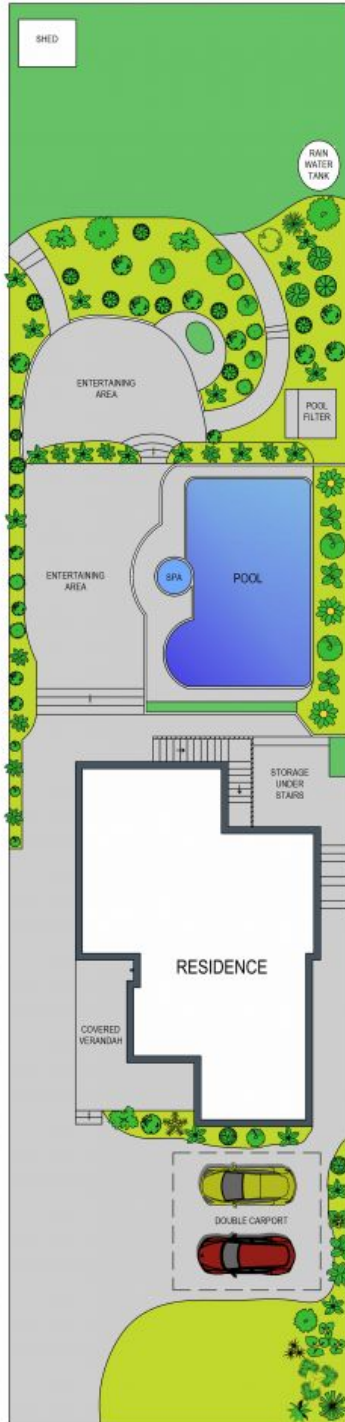 SHED
RAIN
WATER
TANK
ENTERTAINING
AREA
POOL
FILTER
ENTERTAINING
AREA
SPA
POOL
STORAGE
UNDER
STAIRS
RESIDENCE
COVERED
VERANDAH
DOUBLE CARPORT